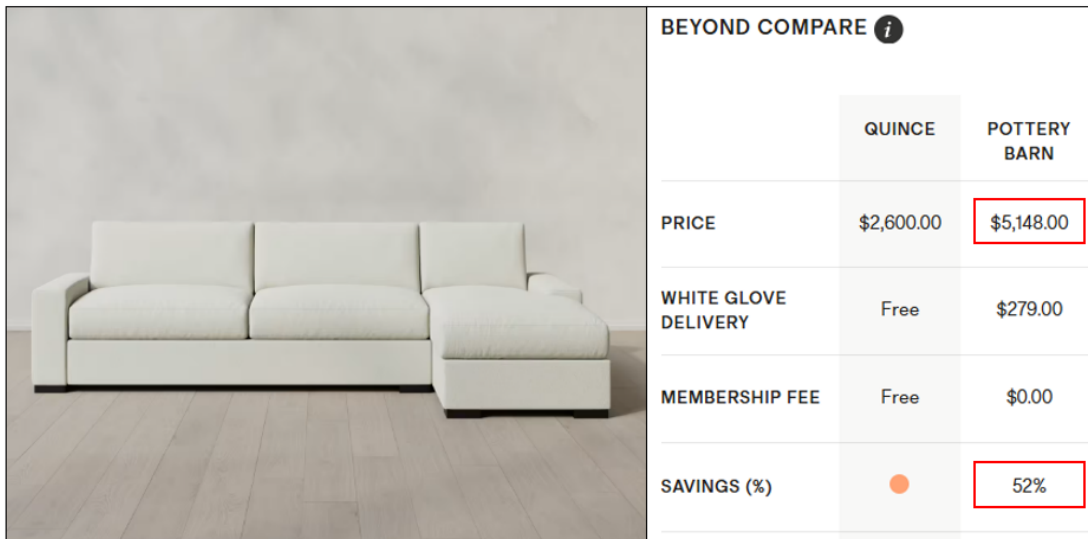 BEYOND COMPARE i
QUINCE POTTERY
BARN
PRICE $2,600.00 $5,148.00
WHITE GLOVE
DELIVERY Free $279.00
MEMBERSHIP FEE Free $0.00
SAVINGS (%) 52%